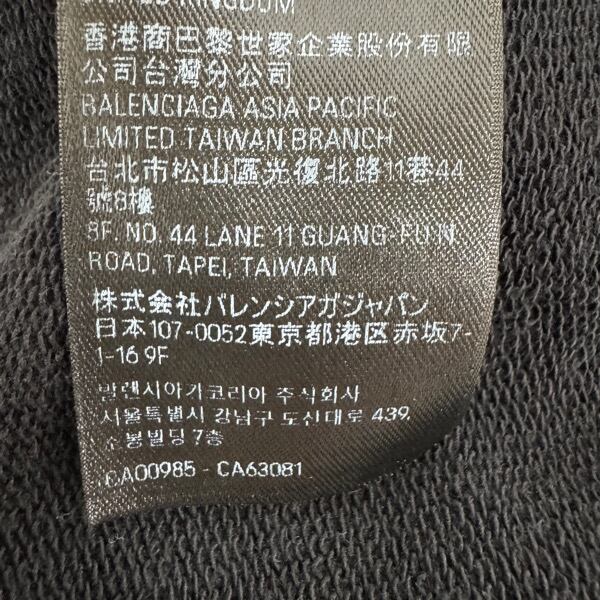 KINGDOM
香港商巴黎世家企業股份有限
公司台灣分公司
BALENCIAGA ASIA PACIFIC
LIMITED TAIWAN BRANCH
台北市松山區光復北路11巷44
號8樓
8F. NO. 44 LANE 11 GUANG-FU N.
ROAD, TAPEI, TAIWAN
株式会社バレンシアガジャパン
日本107-0052東京都港区赤坂7-
1-16 9F
발렌시아가코리아 주식회사
서울특별시 강남구 도산대로 439,
소봉빌딩 7층
CA00985 - CA63081